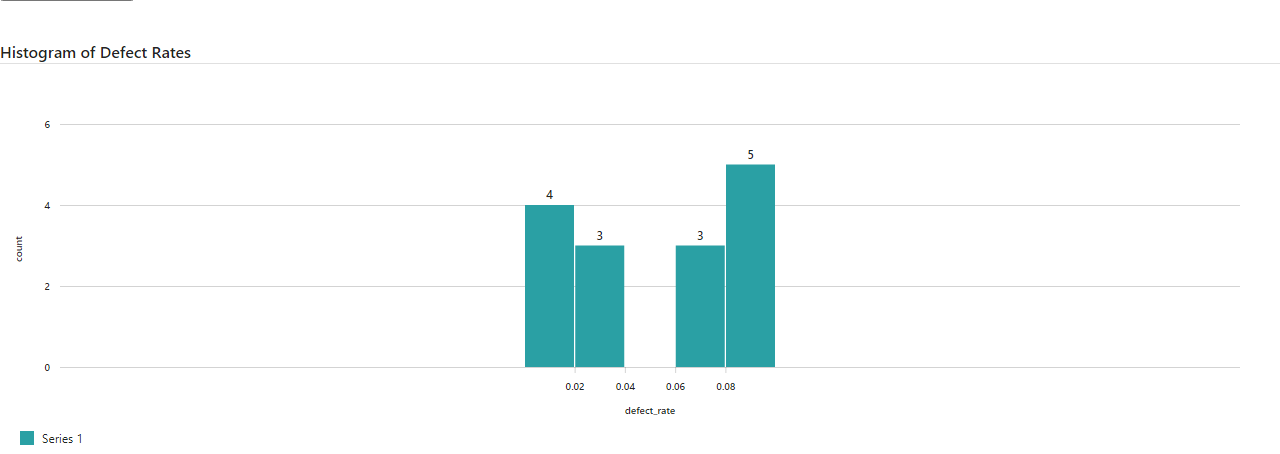 Histogram of Defect Rates
6
5
4
4
3
3
count
2
0
0.02 0.04 0.06 0.08
defect_rate
Series 1